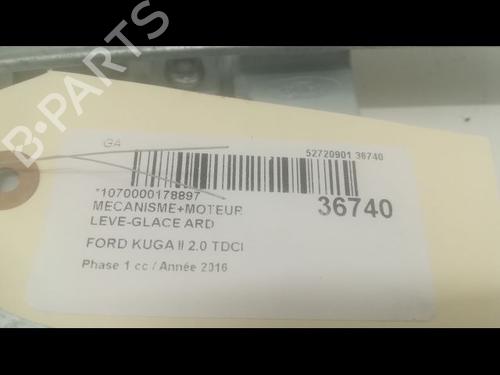 B-PARTS
GA
52720901 36740
*1070000178897
36740
MECANISME+MOTEUR
LEVE-GLACE ARD
FORD KUGA II 2.0 TDCI
Phase 1 cc / Année 2016